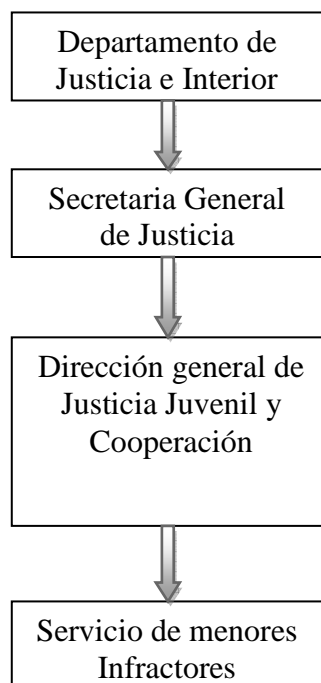 Departamento de
Justicia e Interior
Secretaria General
de Justicia
Dirección general de
Justicia Juvenil y
Cooperación
Servicio de menores
Infractores